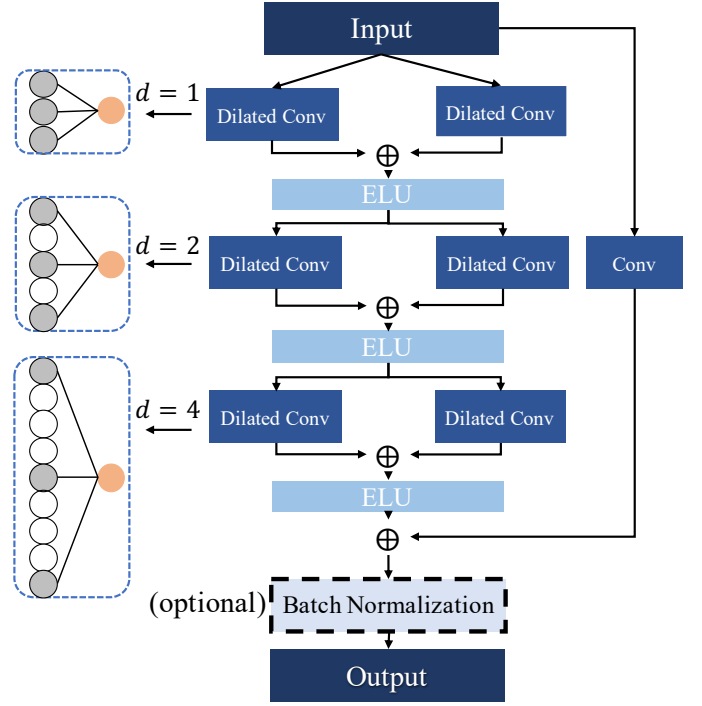 Input
d = 1
Dilated Conv
Dilated Conv
ELU
d = 2
Dilated Conv
Dilated Conv
Conv
ELU
d = 4
Dilated Conv
Dilated Conv
ELU
(optional)
Batch Normalization
Output